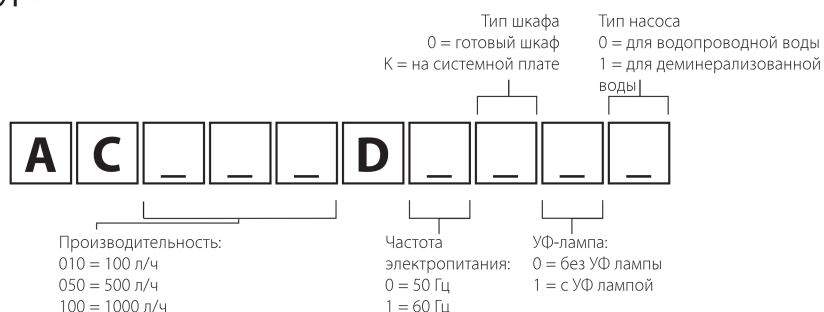 Тип шкафа
0 = готовый шкаф
K = на системной плате
Тип насоса
0 = для водопроводной воды
1 = для деминерализованной
воды
A C _ _ _ D _ _ _ _
Производительность:
010 = 100 л/ч
050 = 500 л/ч
100 = 1000 л/ч
Частота
электропитания:
0 = 50 Гц
1 = 60 Гц
УФ-лампа:
0 = без УФ лампы
1 = с УФ лампой